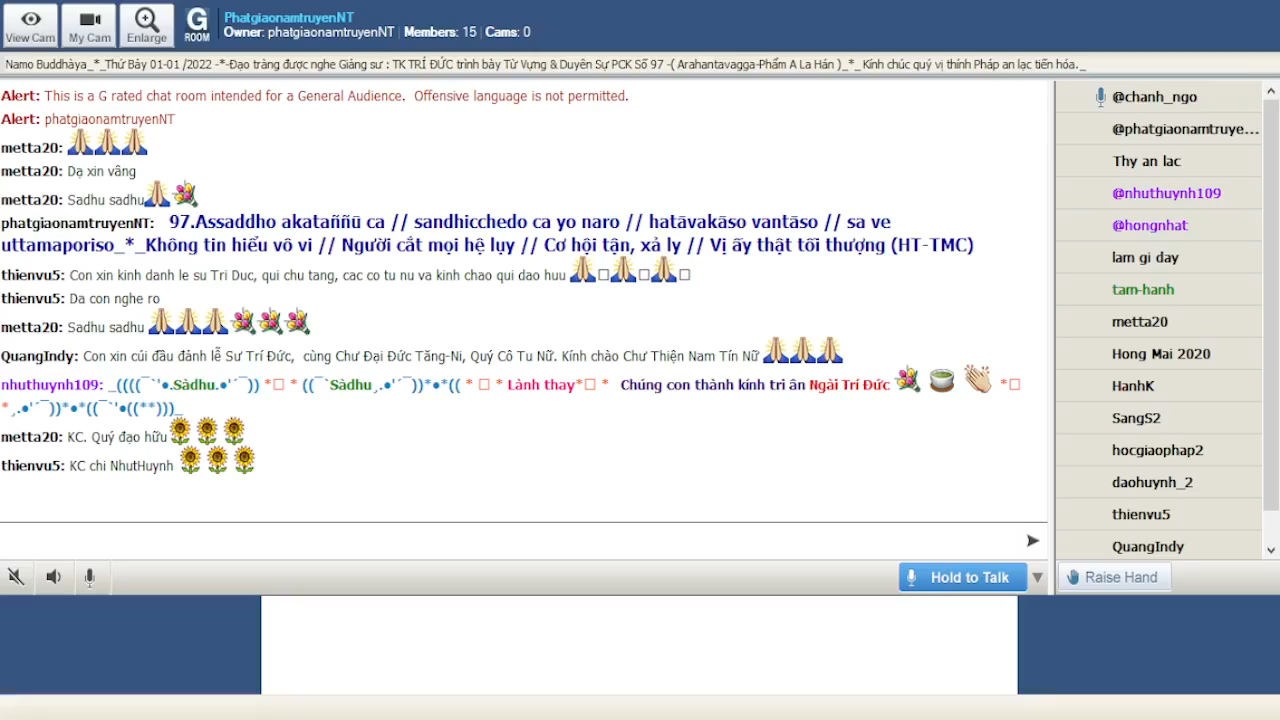 View Cam
My Cam
Enlarge
G
ROOM
PhatgiaonamtruyenNT
Owner: phatgiaonamtruyenNT | Members: 15 | Cams: 0
Namo Buddhàya_*_Thứ Bảy 01-01 /2022 -*-Đạo tràng được nghe Giảng sư : TK TRÍ ĐỨC trình bày Từ Vựng & Duyên Sự PCK Số 97 -( Arahantavagga-Phẩm A La Hán )_*_ Kính chúc quý vị thính Pháp an lạc tiến hóa._
Alert: This is a G rated chat room intended for a General Audience. Offensive language is not permitted.
Alert: phatgiaonamtruyenNT
metta20:
metta20: Dạ xin vâng
metta20: Sadhu sadhu
phatgiaonamtruyenNT: 97.Assaddho akataññū ca // sandhicchedo ca yo naro // hatāvakāso vantāso // sa ve
uttamaporiso_*_Không tin hiểu vô vi // Người cắt mọi hệ lụy // Cơ hội tận, xả ly // Vị ấy thật tối thượng (HT-TMC)
thienvu5: Con xin kinh danh le su Tri Duc, qui chu tang, cac co tu nu va kinh chao qui dao huu
thienvu5: Da con nghe ro
metta20: Sadhu sadhu
QuangIndy: Con xin cúi đầu đảnh lễ Sư Trí Đức, cùng Chư Đại Đức Tăng-Ni, Quý Cô Tu Nữ. Kính chào Chư Thiện Nam Tín Nữ
nhuthuynh109: _((((¯`'•.Sàdhu.•'´¯)) *□ * ((¯`Sàdhu¸.•'´¯))*•*(( * □ * Lành thay*□ * Chúng con thành kính tri ân Ngài Trí Đức *□
*¸.•'´¯))*•*((¯`'•((**)))_
metta20: KC. Quý đạo hữu
thienvu5: KC chi NhutHuynh
Hold to Talk
@chanh_ngo
@phatgiaonamtruye...
Thy an lac
@nhuthuynh109
@hongnhat
lam gi day
tam-hanh
metta20
Hong Mai 2020
HanhK
SangS2
hocgiaophap2
daohuynh_2
thienvu5
QuangIndy
Raise Hand